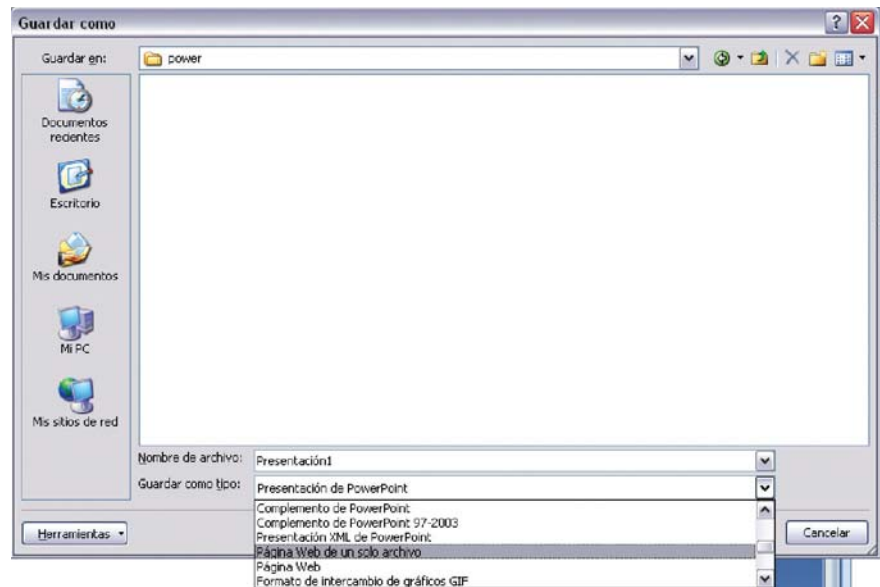 Guardar como
Guardar en:
power
Documentos
recientes
Escritorio
Mis documentos
Mi PC
Mis sitios de red
Nombre de archivo:
Presentación1
Guardar como tipo:
Presentación de PowerPoint
Complemento de PowerPoint
Complemento de PowerPoint 97-2003
Presentación XML de PowerPoint
Página Web de un solo archivo
Página Web
Formato de intercambio de gráficos GIF
Herramientas
Cancelar